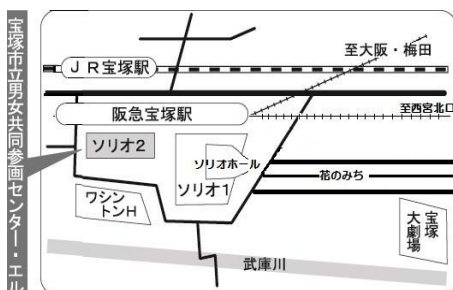 宝塚市立男女共同参画センター・エル
至大阪・梅田
ＪＲ宝塚駅
阪急宝塚駅
至西宮北口
ソリオ2
ソリオホール
ソリオ1
花のみち
ワシン
トンH
宝塚
大劇場
武庫川